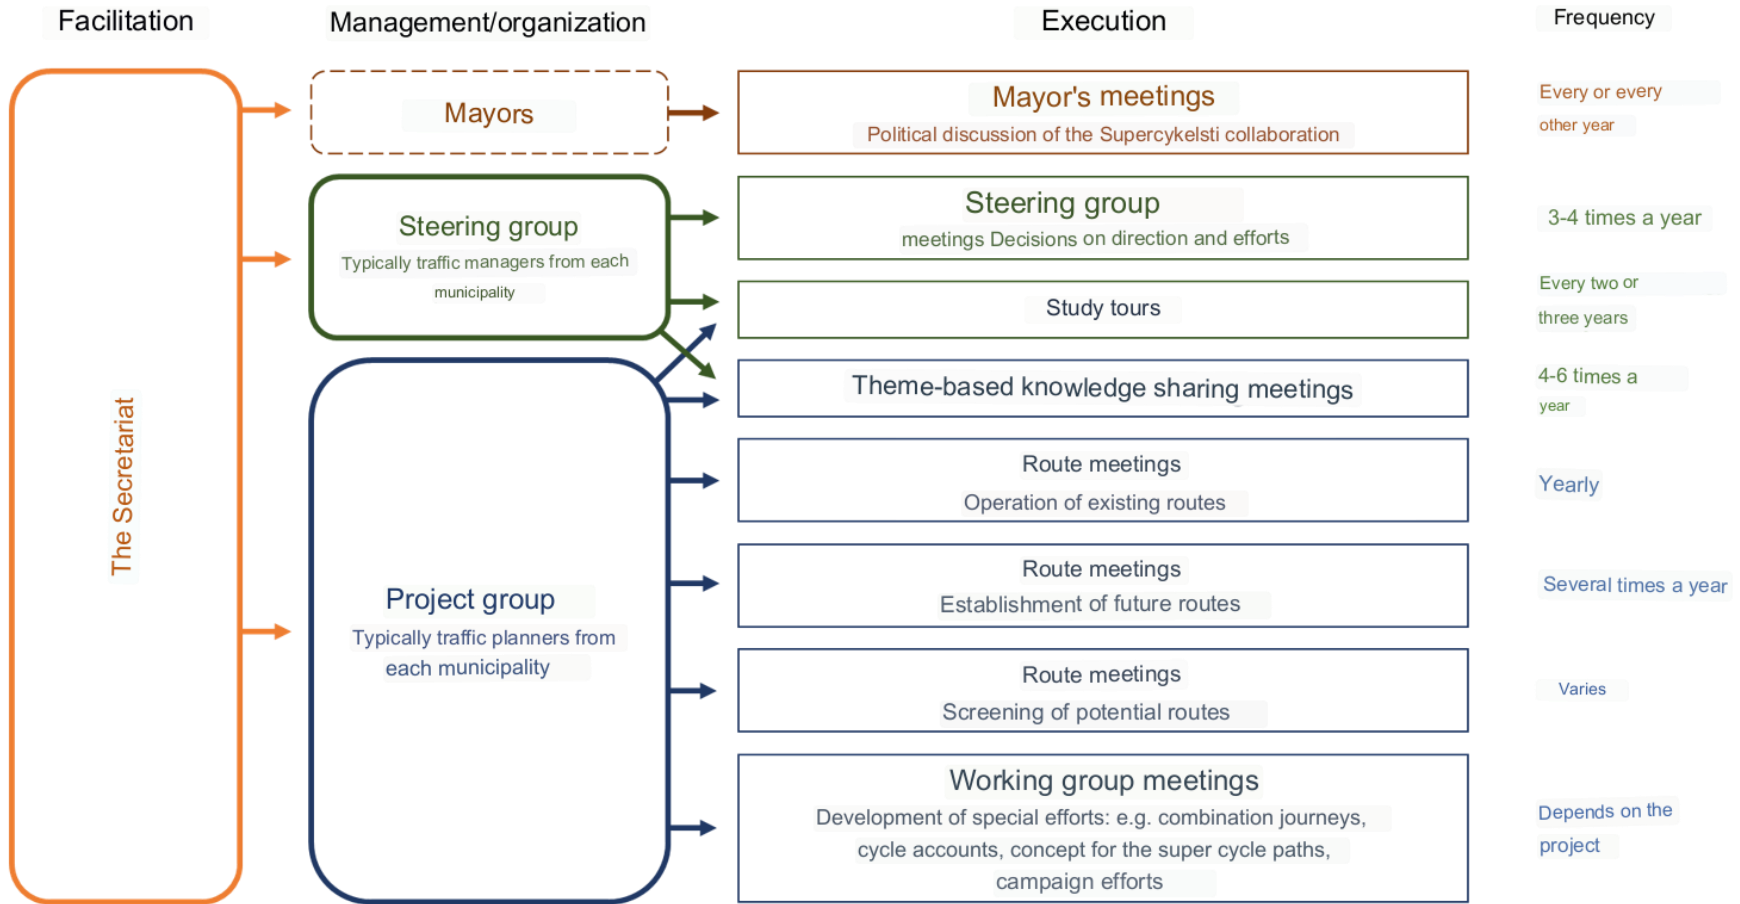 Facilitation
Management/organization
Execution
Frequency
The Secretariat
Mayors
Mayor's meetings
Political discussion of the Supercykelsti collaboration
Every or every
other year
Steering group
Typically traffic managers from each
municipality
Steering group
meetings Decisions on direction and efforts
3-4 times a year
Study tours
Every two or
three years
Theme-based knowledge sharing meetings
4-6 times a
year
Project group
Typically traffic planners from
each municipality
Route meetings
Operation of existing routes
Yearly
Route meetings
Establishment of future routes
Several times a year
Route meetings
Screening of potential routes
Varies
Working group meetings
Development of special efforts: e.g. combination journeys,
cycle accounts, concept for the super cycle paths,
campaign efforts
Depends on the
project